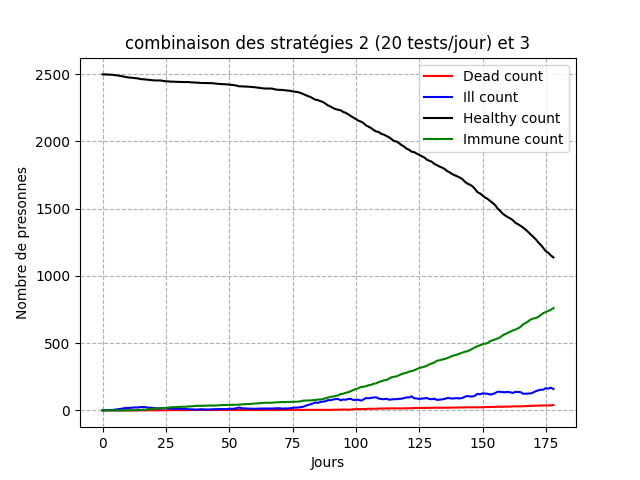 combinaison des stratégies 2 (20 tests/jour) et 3
Dead count
Ill count
Healthy count
Immune count
Nombre de presonnes
2500
2000
1500
1000
500
0
0 25 50 75 100 125 150 175
Jours